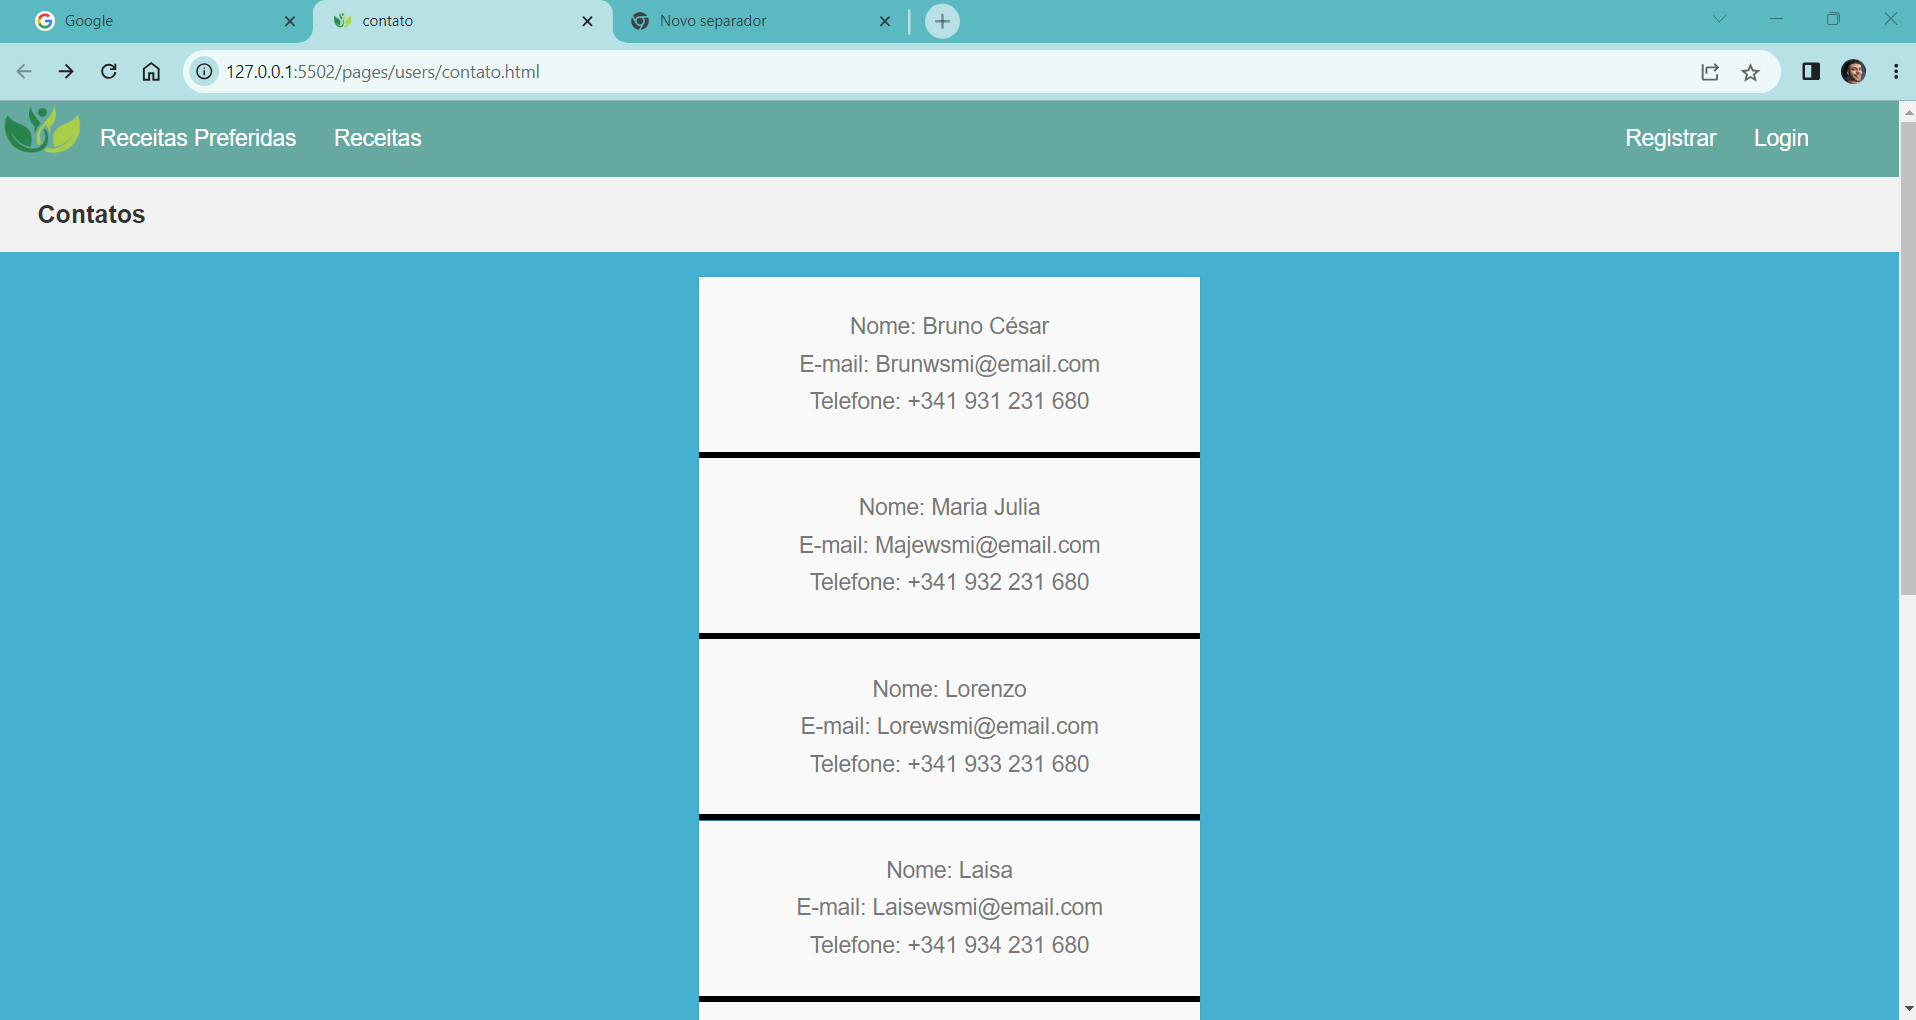 Google
contato
Novo separador
127.0.0.1:5502/pages/users/contato.html
Receitas Preferidas
Receitas
Registrar
Login
Contatos
Nome: Bruno César
E-mail: Brunwsmi@email.com
Telefone: +341 931 231 680
Nome: Maria Julia
E-mail: Majewsmi@email.com
Telefone: +341 932 231 680
Nome: Lorenzo
E-mail: Lorewsmi@email.com
Telefone: +341 933 231 680
Nome: Laisa
E-mail: Laisewsmi@email.com
Telefone: +341 934 231 680